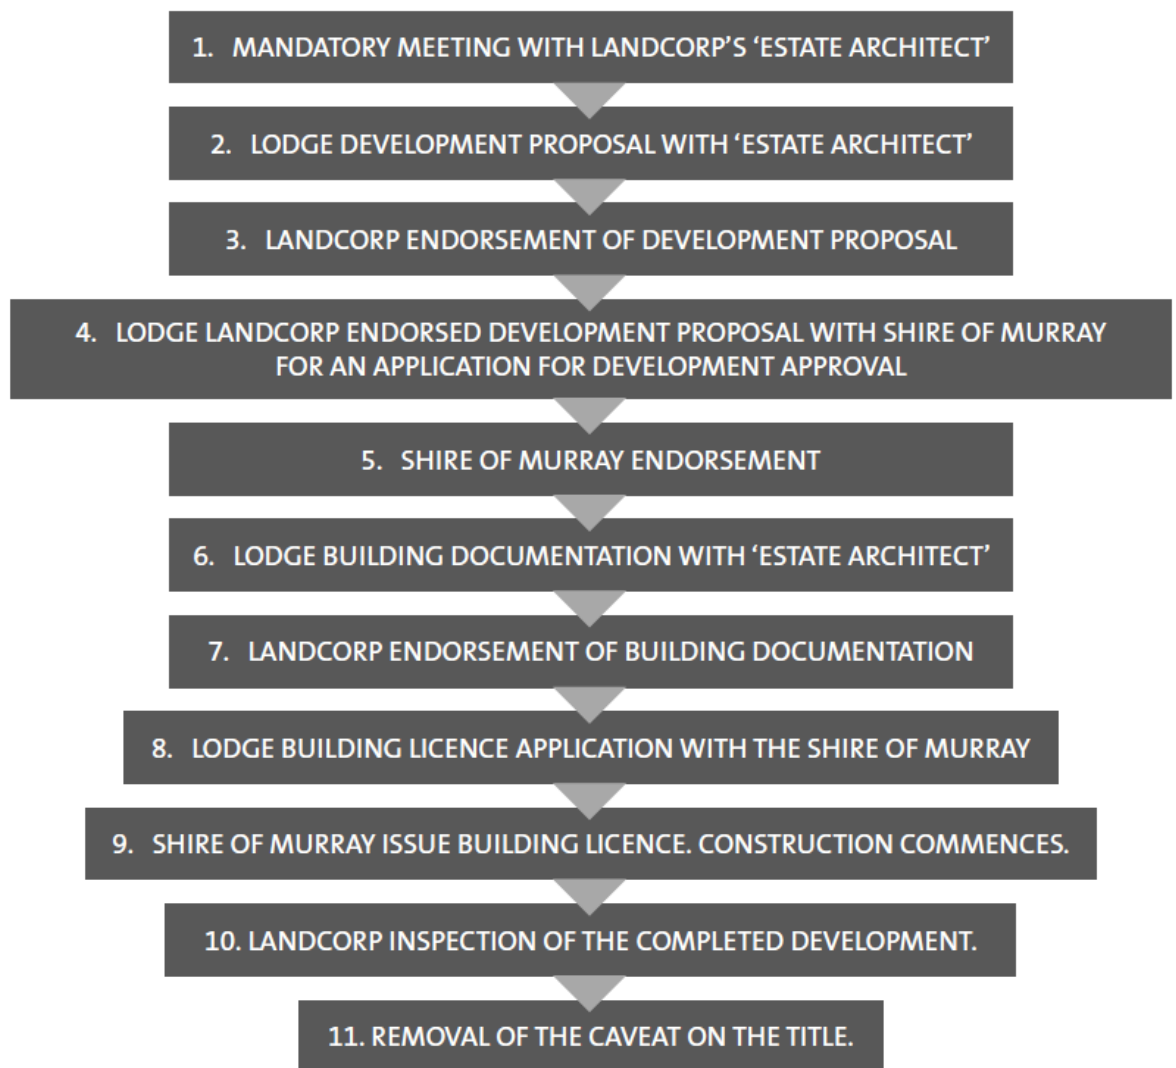 1. MANDATORY MEETING WITH LANDCORP’S ‘ESTATE ARCHITECT’
2. LODGE DEVELOPMENT PROPOSAL WITH ‘ESTATE ARCHITECT’
3. LANDCORP ENDORSEMENT OF DEVELOPMENT PROPOSAL
4. LODGE LANDCORP ENDORSED DEVELOPMENT PROPOSAL WITH SHIRE OF MURRAY
FOR AN APPLICATION FOR DEVELOPMENT APPROVAL
5. SHIRE OF MURRAY ENDORSEMENT
6. LODGE BUILDING DOCUMENTATION WITH ‘ESTATE ARCHITECT’
7. LANDCORP ENDORSEMENT OF BUILDING DOCUMENTATION
8. LODGE BUILDING LICENCE APPLICATION WITH THE SHIRE OF MURRAY
9. SHIRE OF MURRAY ISSUE BUILDING LICENCE. CONSTRUCTION COMMENCES.
10. LANDCORP INSPECTION OF THE COMPLETED DEVELOPMENT.
11. REMOVAL OF THE CAVEAT ON THE TITLE.